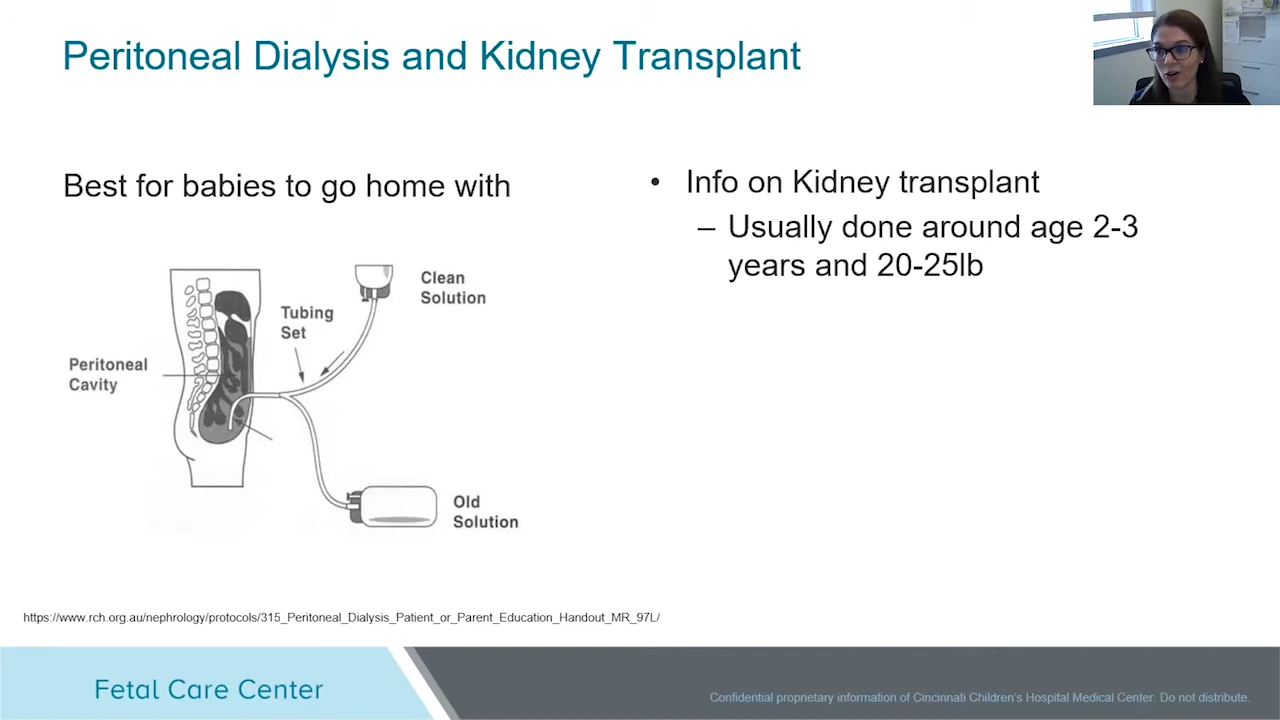 Peritoneal Dialysis and Kidney Transplant
Best for babies to go home with
• Info on Kidney transplant
– Usually done around age 2-3
years and 20-25lb
Clean
Solution
Tubing
Set
Peritoneal
Cavity
Old
Solution
https://www.rch.org.au/nephrology/protocols/315_Peritoneal_Dialysis_Patient_or_Parent_Education_Handout_MR_97L/
Fetal Care Center
Confidential proprietary information of Cincinnati Children's Hospital Medical Center. Do not distribute.